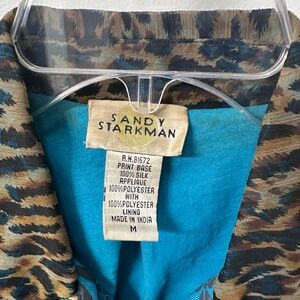 SANDY
STARKMAN
R.N. 81672
PRINT BASE
100% SILK
APPLIQUE
100% POLYESTER
WITH
100% POLYESTER
LINING
MADE IN INDIA
M